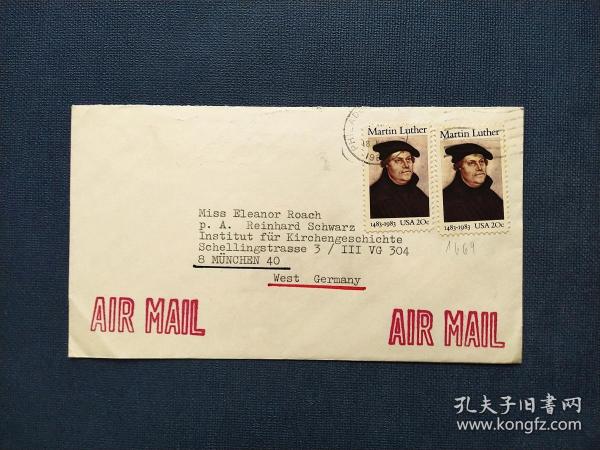 Martin Luther
1483-1983 USA 20c
Martin Luther
1483-1983 USA 20c
1669
Miss Eleanor Roach
p. A. Reinhard Schwarz
Institut für Kirchengeschichte
Schellingstrasse 3 / III VG 304
8 MÜNCHEN 40
West Germany
AIR MAIL
AIR MAIL
孔夫子旧书网
www.kongfz.com